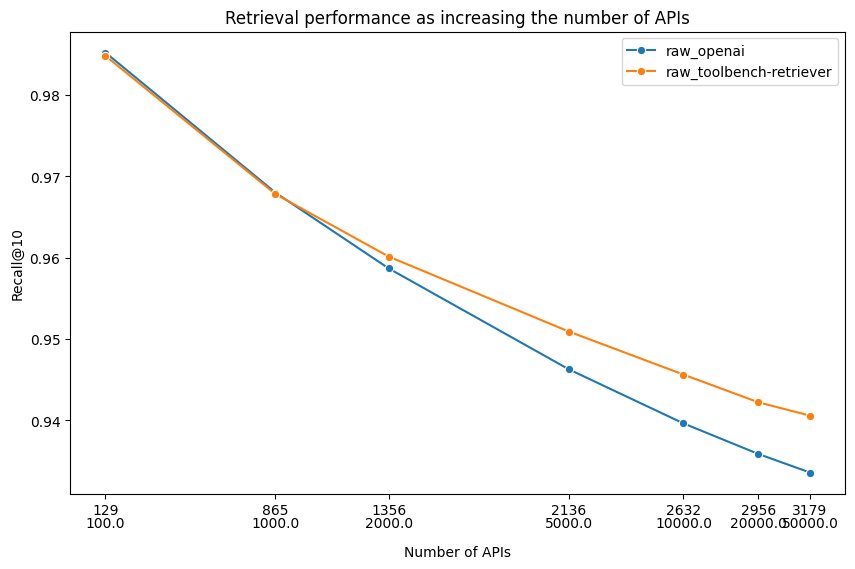 Retrieval performance as increasing the number of APIs
raw_openai
raw_toolbench-retriever
Recall@10
0.98
0.97
0.96
0.95
0.94
129 865 1356 2136 2632 2956 3179
100.0 1000.0 2000.0 5000.0 10000.0 20000.0 50000.0
Number of APIs